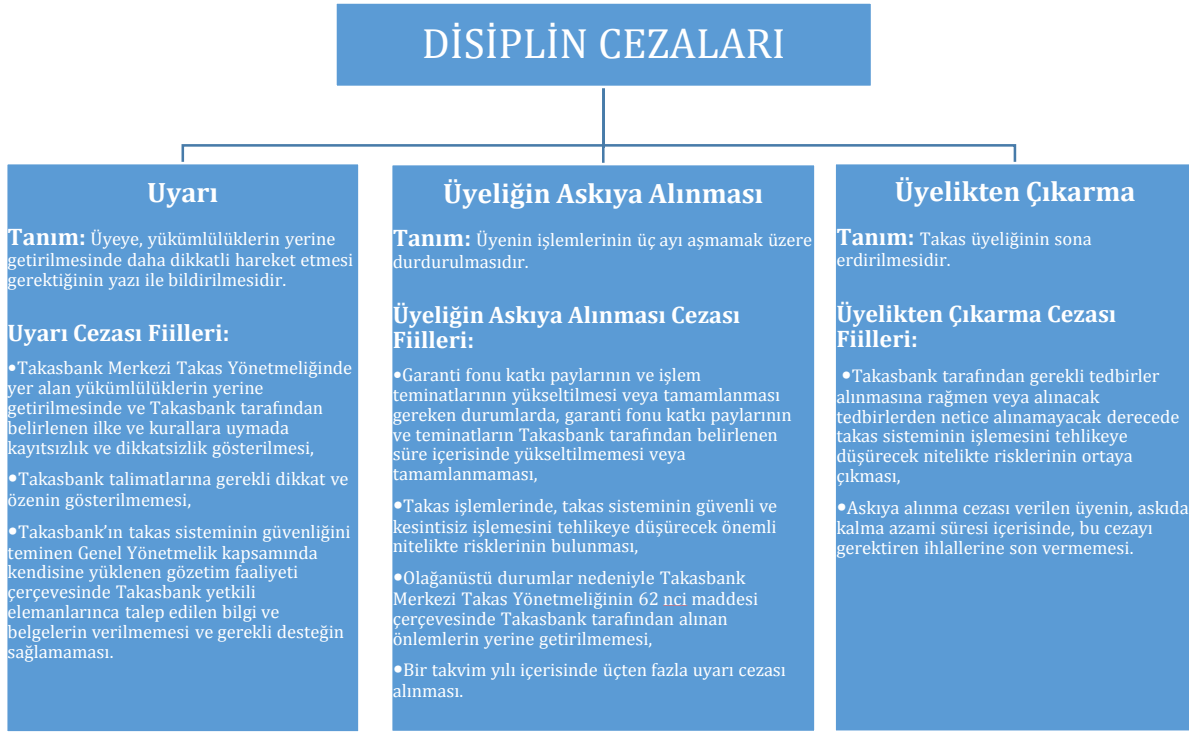 DİSİPLİN CEZALARI
Uyarı
Tanım: Üyeye, yükümlülüklerin yerine
getirilmesinde daha dikkatli hareket etmesi
gerektiğinin yazı ile bildirilmesidir.
Uyarı Cezası Fiilleri:
•Takasbank Merkezi Takas Yönetmeliğinde
yer alan yükümlülüklerin yerine
getirilmesinde ve Takasbank tarafından
belirlenen ilke ve kurallara uymada
kayıtsızlık ve dikkatsizlik gösterilmesi,
•Takasbank talimatlarına gerekli dikkat ve
özenin gösterilmemesi,
•Takasbank’ın takas sisteminin güvenliğini
teminen Genel Yönetmelik kapsamında
kendisine yüklenen gözetim faaliyeti
çerçevesinde Takasbank yetkili
elemanlarınca talep edilen bilgi ve
belgelerin verilmemesi ve gerekli desteğin
sağlamaması.
Üyeliğin Askıya Alınması
Tanım: Üyenin işlemlerinin üç ayı aşmamak üzere
durdurulmasıdır.
Üyeliğin Askıya Alınması Cezası
Fiilleri:
•Garanti fonu katkı paylarının ve işlem
teminatlarının yükseltilmesi veya tamamlanması
gereken durumlarda, garanti fonu katkı paylarının
ve teminatların Takasbank tarafından belirlenen
süre içerisinde yükseltilmemesi veya
tamamlanmaması,
•Takas işlemlerinde, takas sisteminin güvenli ve
kesintisiz işlemesini tehlikeye düşürecek önemli
nitelikte risklerinin bulunması,
•Olağanüstü durumlar nedeniyle Takasbank
Merkezi Takas Yönetmeliğinin 62 nci maddesi
çerçevesinde Takasbank tarafından alınan
önlemlerin yerine getirilmemesi,
•Bir takvim yılı içerisinde üçten fazla uyarı cezası
alınması.
Üyelikten Çıkarma
Tanım: Takas üyeliğinin sona
erdirilmesidir.
Üyelikten Çıkarma Cezası
Fiilleri:
•Takasbank tarafından gerekli tedbirler
alınmasına rağmen veya alınacak
tedbirlerden netice alınamayacak derecede
takas sisteminin işlemesini tehlikeye
düşürecek nitelikte risklerinin ortaya
çıkması,
•Askıya alınma cezası verilen üyenin, askıda
kalma azami süresi içerisinde, bu cezayı
gerektiren ihlallerine son vermemesi.